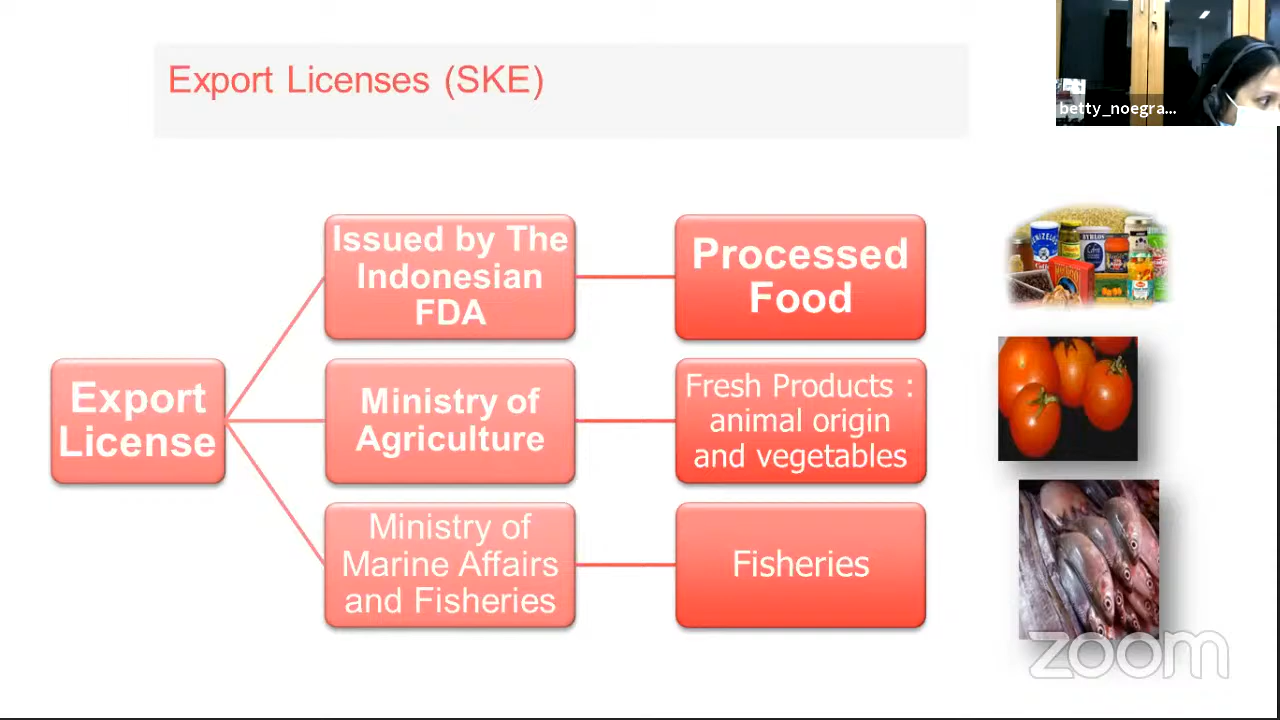 Export Licenses (SKE)
betty_noegra...
Export
License
Issued by The
Indonesian
FDA
Processed
Food
Ministry of
Agriculture
Fresh Products :
animal origin
and vegetables
Ministry of
Marine Affairs
and Fisheries
Fisheries
zoom